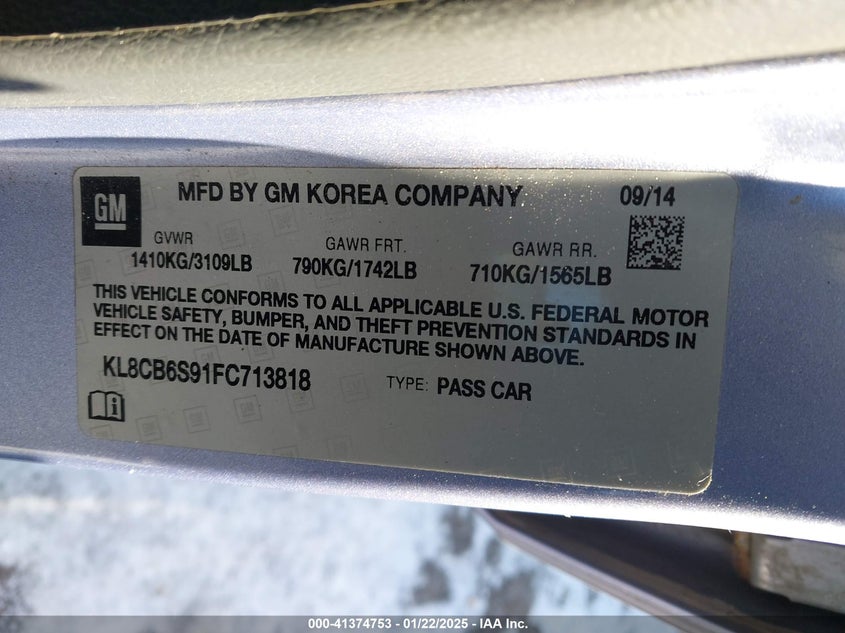 GM
MFD BY GM KOREA COMPANY 09/14
GVWR GAWR FRT. GAWR RR.
1410KG/3109LB 790KG/1742LB 710KG/1565LB
THIS VEHICLE CONFORMS TO ALL APPLICABLE U.S. FEDERAL MOTOR
VEHICLE SAFETY, BUMPER, AND THEFT PREVENTION STANDARDS IN
EFFECT ON THE DATE OF MANUFACTURE SHOWN ABOVE.
KL8CB6S91FC713818 TYPE: PASS CAR
000-41374753 — 01/22/2025 — IAA Inc.